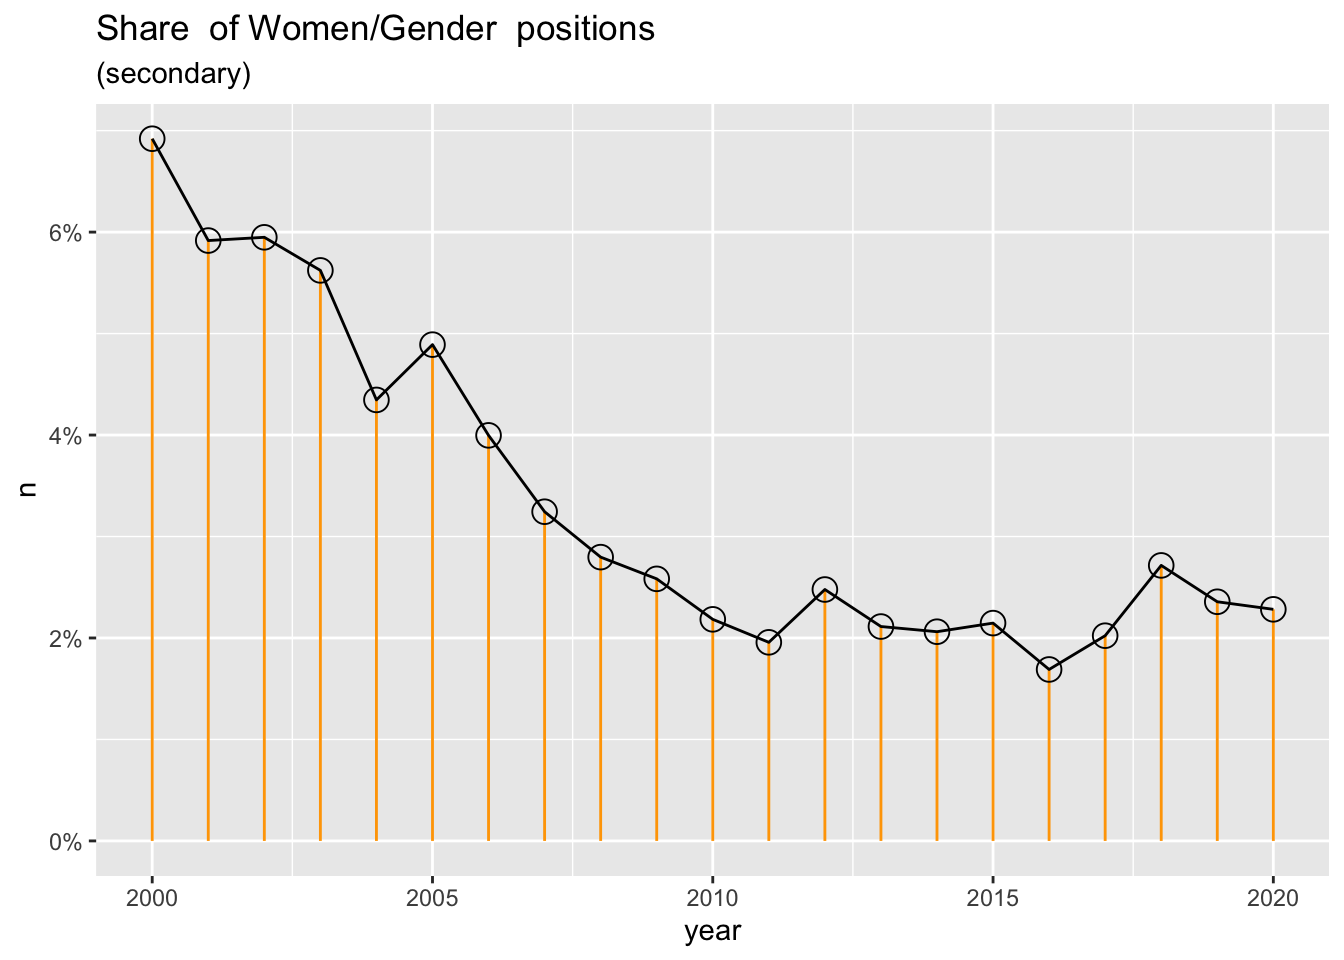 Share  of Women/Gender  positions
(secondary)
6%
4%
2%
0%
n
2000 2005 2010 2015 2020
year